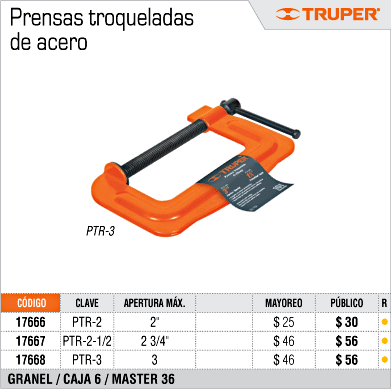 Prensas troqueladas
de acero
TRUPER®
PTR-3
CÓDIGO CLAVE APERTURA MÁX. MAYOREO PÚBLICO R
17666 PTR-2 2" $ 25 $ 30
17667 PTR-2-1/2 2 3/4" $ 46 $ 56
17668 PTR-3 3 $ 46 $ 56
GRANEL / CAJA 6 / MASTER 36